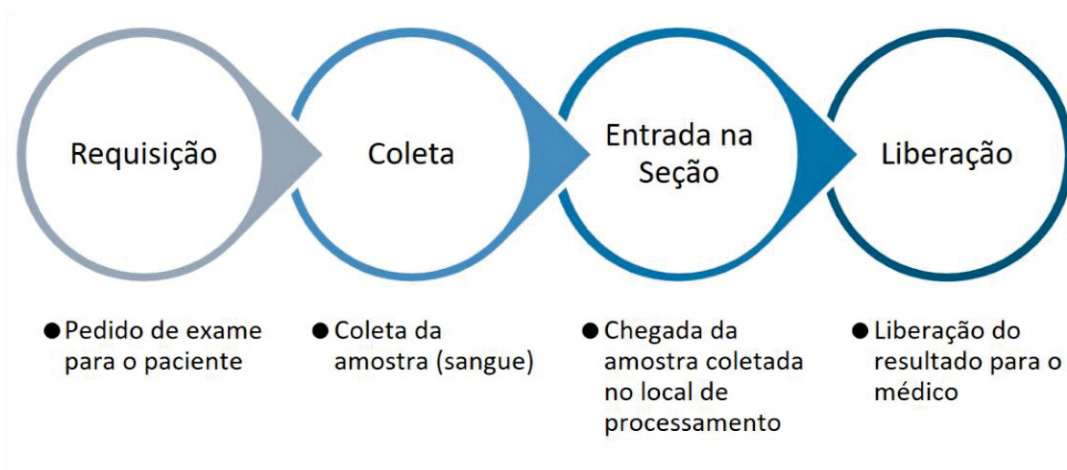 Requisição
Coleta
Entrada na
Seção
Liberação
● Pedido de exame
para o paciente
● Coleta da
amostra (sangue)
● Chegada da
amostra coletada
no local de
processamento
● Liberação do
resultado para o
médico